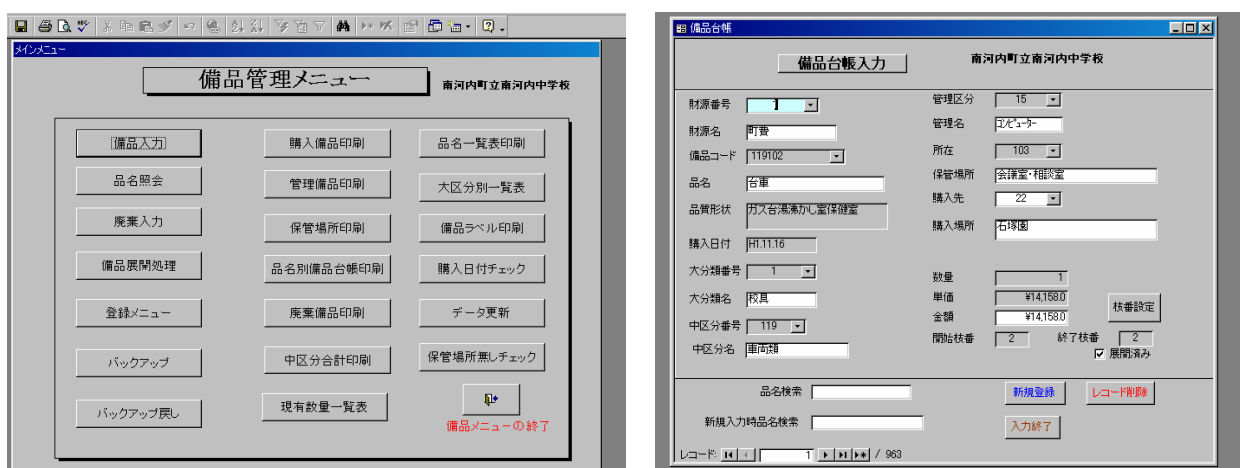 メインメニュー
備品管理メニュー
南河内町立南河内中学校
備品入力
購入備品印刷
品名一覧表印刷
品名照会
管理備品印刷
大区分別一覧表
廃棄入力
保管場所印刷
備品ラベル印刷
備品展開処理
品名別備品台帳印刷
購入日付チェック
登録メニュー
廃棄備品印刷
データ更新
バックアップ
中区分合計印刷
保管場所無しチェック
バックアップ戻し
現有数量一覧表
備品メニューの終了
備品台帳
備品台帳入力
南河内町立南河内中学校
財源番号 1
財源名 町費
備品コード 119102
品名 台車
品質形状 ガス台湯沸かし室保健室
購入日付 H1.11.16
大分類番号 1
大分類名 校具
中区分番号 119
中区分名 車両類
管理区分 15
管理名 コンピューター
所在 103
保管場所 会議室・相談室
購入先 22
購入場所 石塚園
数量 1
単価 ¥14,158.0
金額 ¥14,158.0
枝番設定
開始枝番 2 終了枝番 2
展開済み
品名検索
新規登録 レコード削除
新規入力時品名検索
入力終了
レコード: 1 / 963